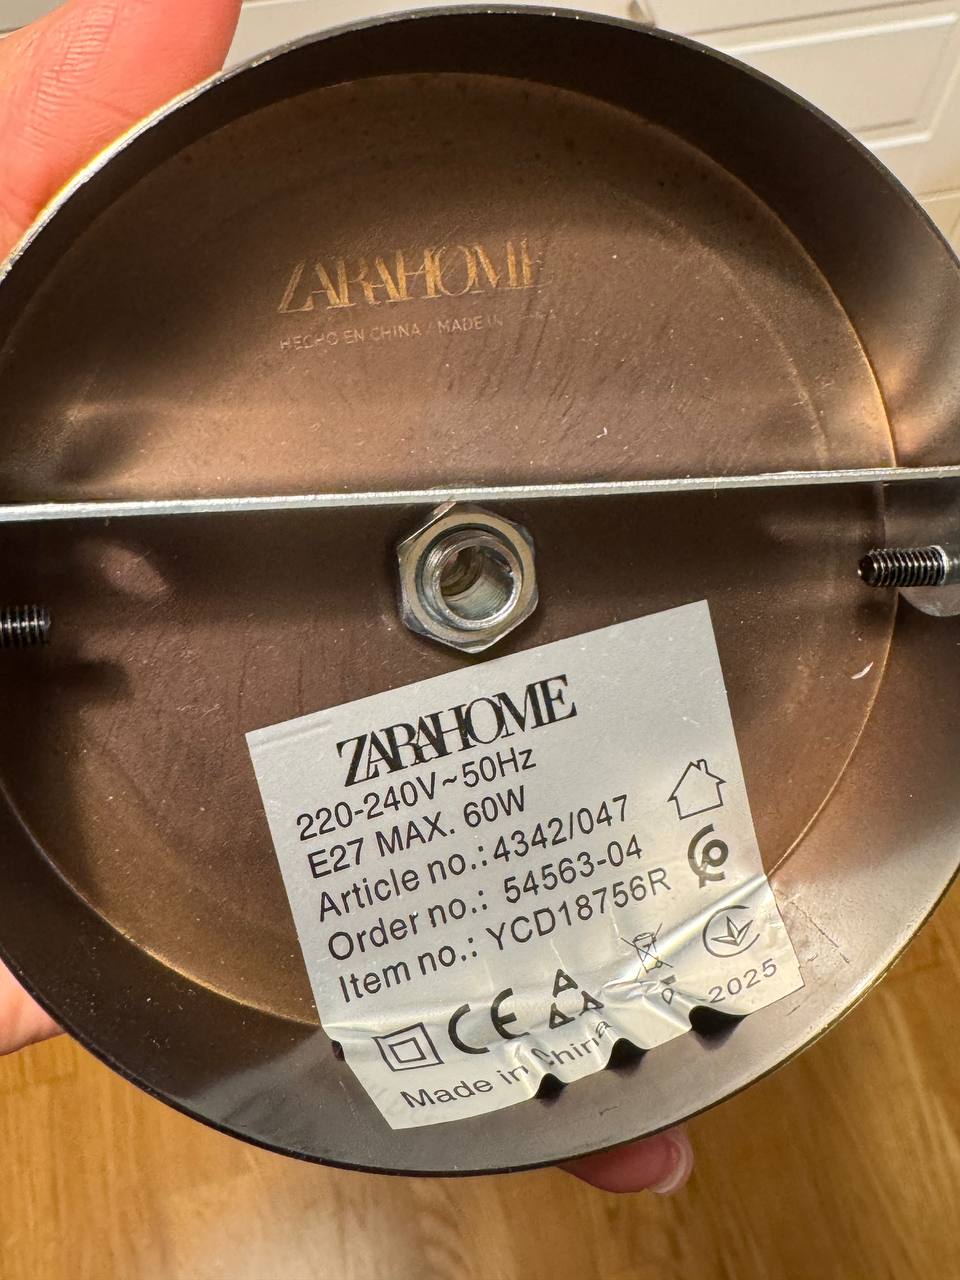 ZARAHOME
HECHO EN CHINA / MADE IN
ZARAHOME
220-240V~50Hz
E27 MAX. 60W
Article no.: 4342/047
Order no.: 54563-04
Item no.: YCD18756R
CE
2025
Made in China